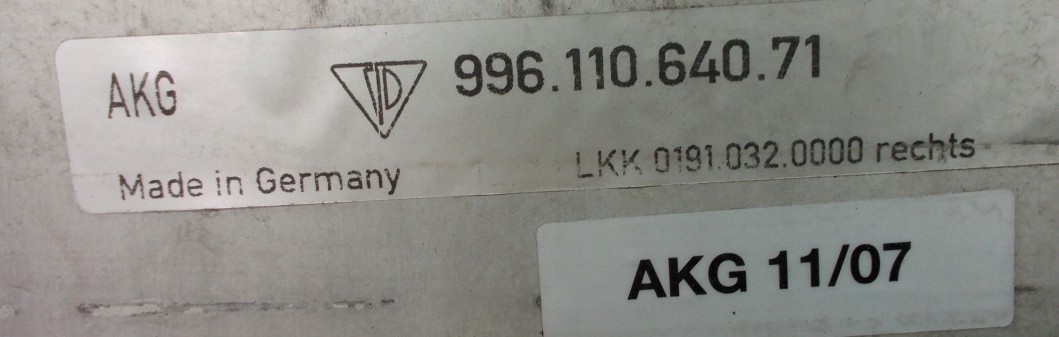 AKG 996.110.640.71
Made in Germany LKK 0191.032.0000 rechts
AKG 11/07